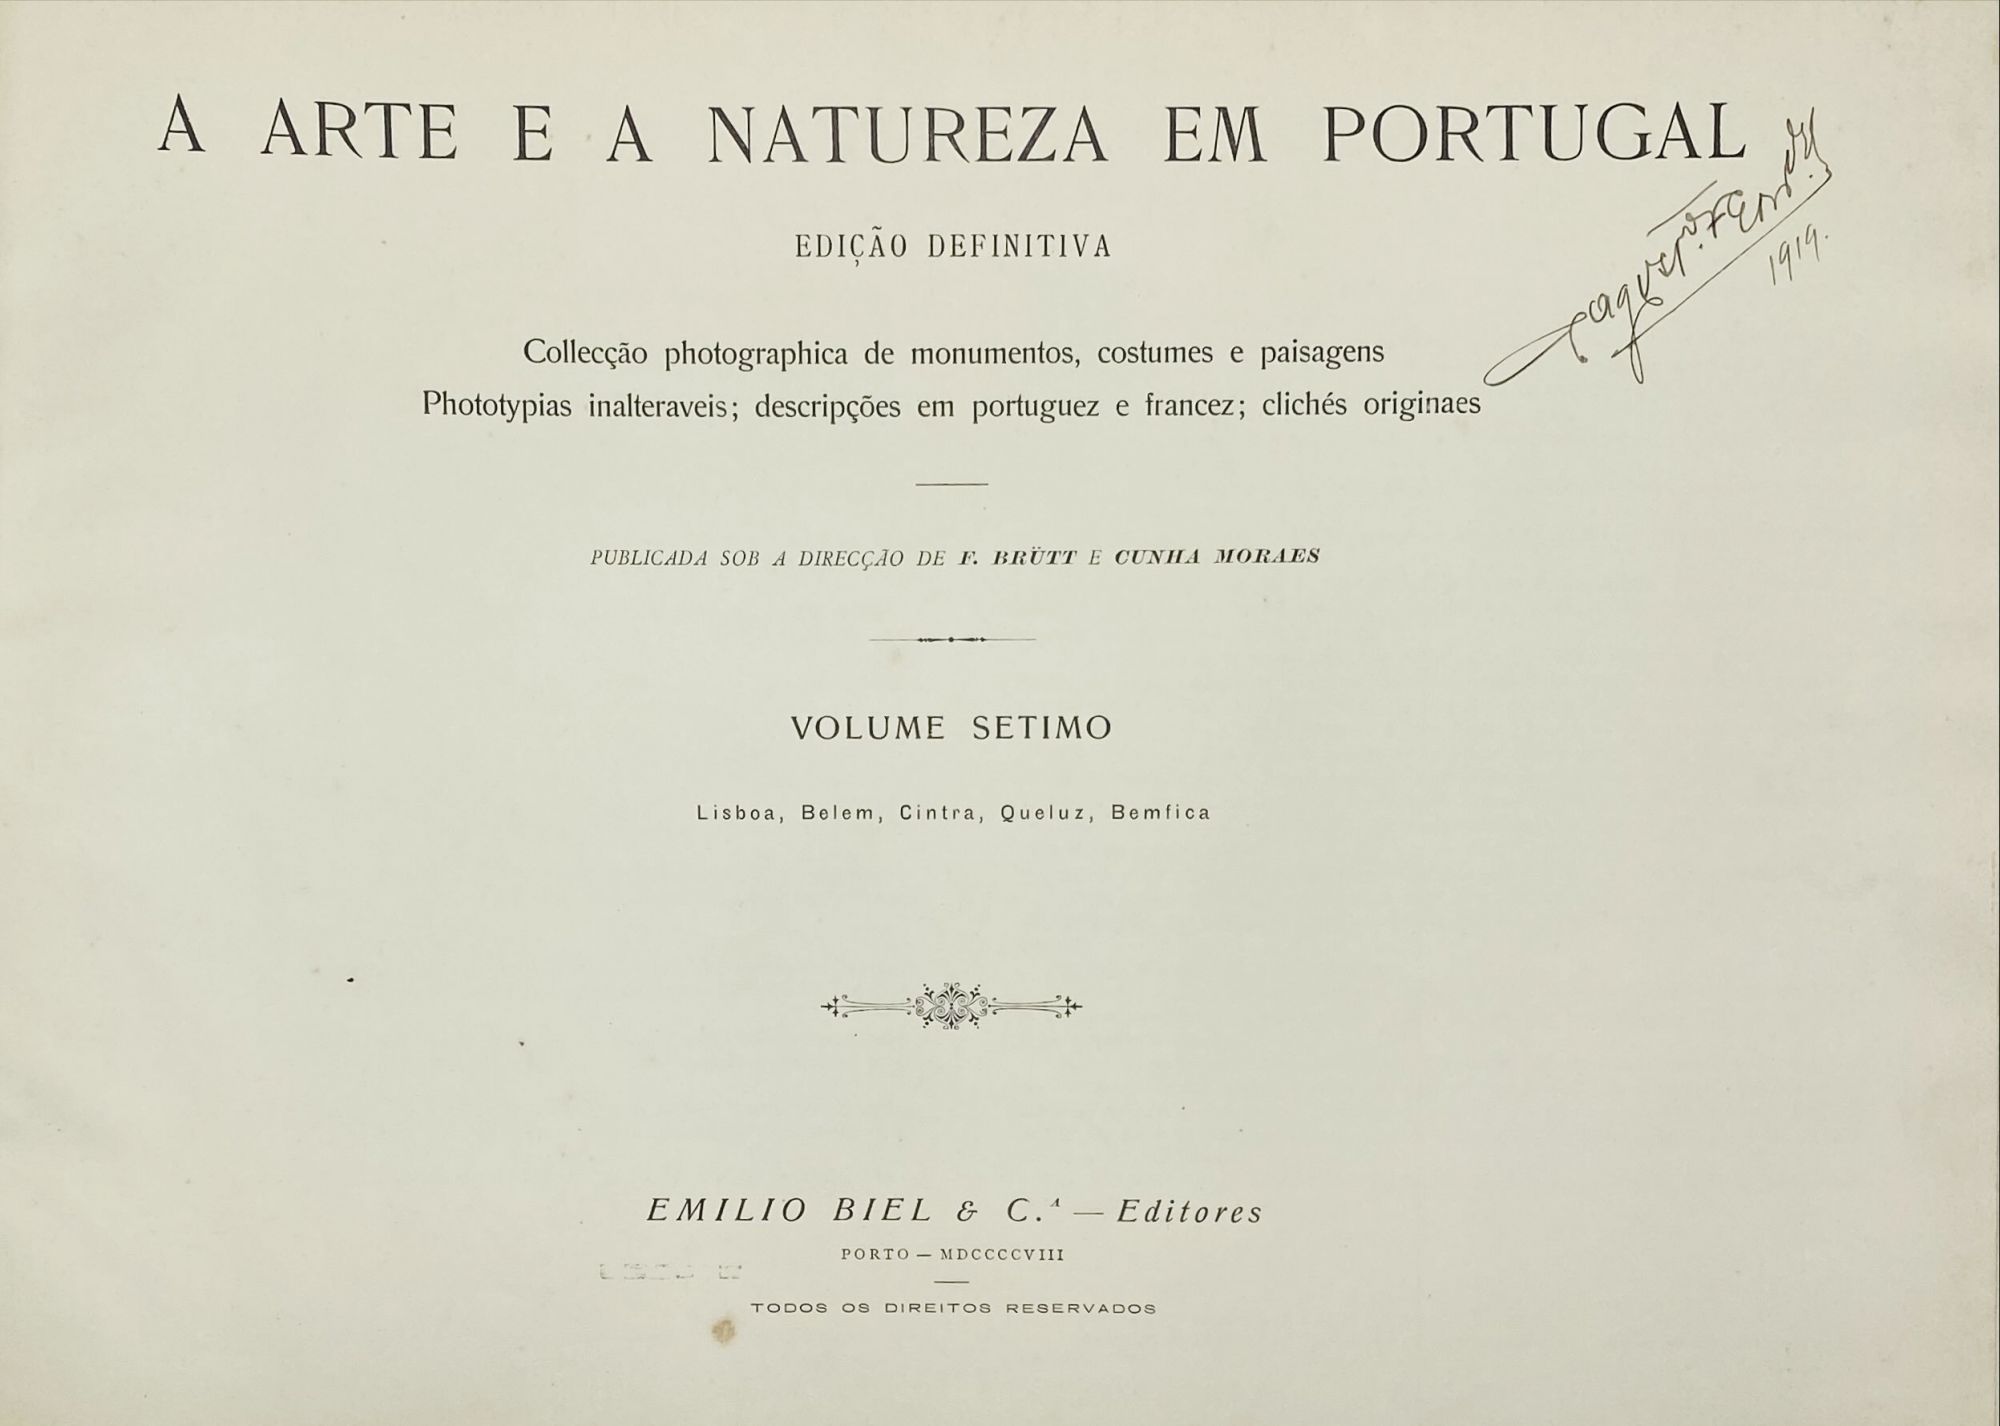 A ARTE E A NATUREZA EM PORTUGAL
EDIÇÃO DEFINITIVA
1919.
Collecção photographica de monumentos, costumes e paisagens
Phototypias inalteraveis; descripções em portuguez e francez; clichés originaes
PUBLICADA SOB A DIRECÇÃO DE F. BRÜTT E CUNHA MORAES
VOLUME SETIMO
Lisboa, Belem, Cintra, Queluz, Bemfica
EMILIO BIEL & C.ᴬ — Editores
PORTO — MDCCCCVIII
TODOS OS DIREITOS RESERVADOS